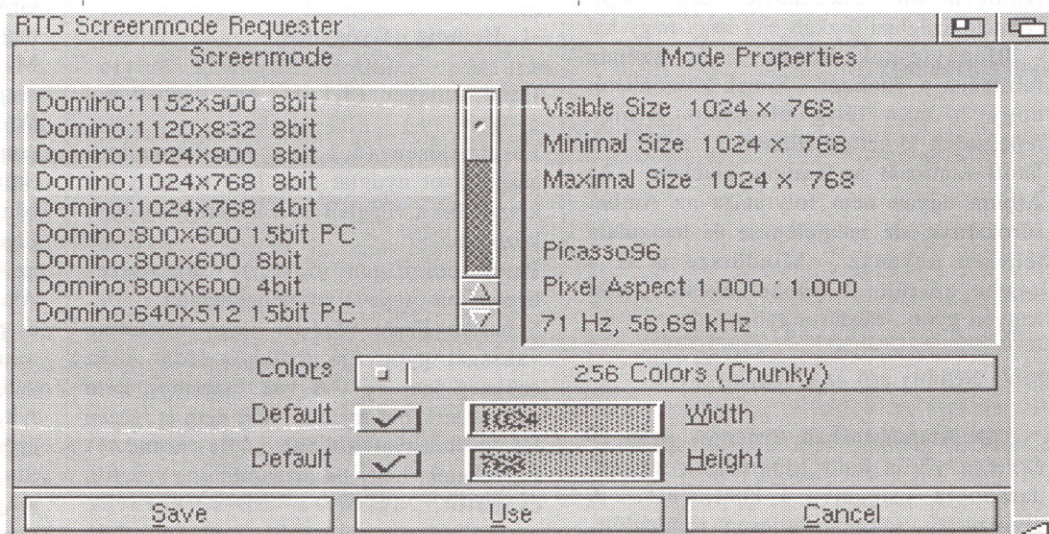 RTG Screenmode Requester
Screenmode
Domino:1152x900 8bit
Domino:1120x832 8bit
Domino:1024x800 8bit
Domino:1024x768 8bit
Domino:1024x768 4bit
Domino:800x600 15bit PC
Domino:800x600 8bit
Domino:800x600 4bit
Domino:640x512 15bit PC
Mode Properties
Visible Size 1024 x 768
Minimal Size 1024 x 768
Maximal Size 1024 x 768
Picasso96
Pixel Aspect 1.000 : 1.000
71 Hz, 56.69 kHz
Colors
256 Colors (Chunky)
Default
1024
Width
Default
768
Height
Save
Use
Cancel